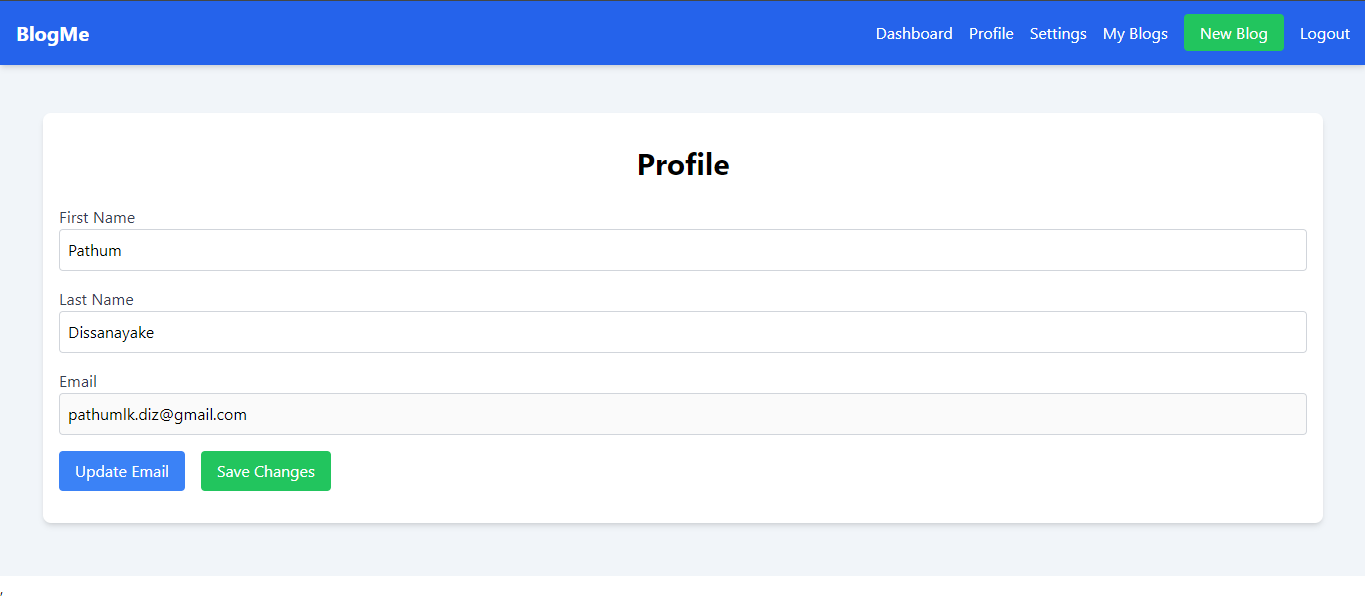 BlogMe Dashboard Profile Settings My Blogs New Blog Logout
Profile
First Name
Pathum
Last Name
Dissanayake
Email
pathumlk.diz@gmail.com
Update Email Save Changes
,